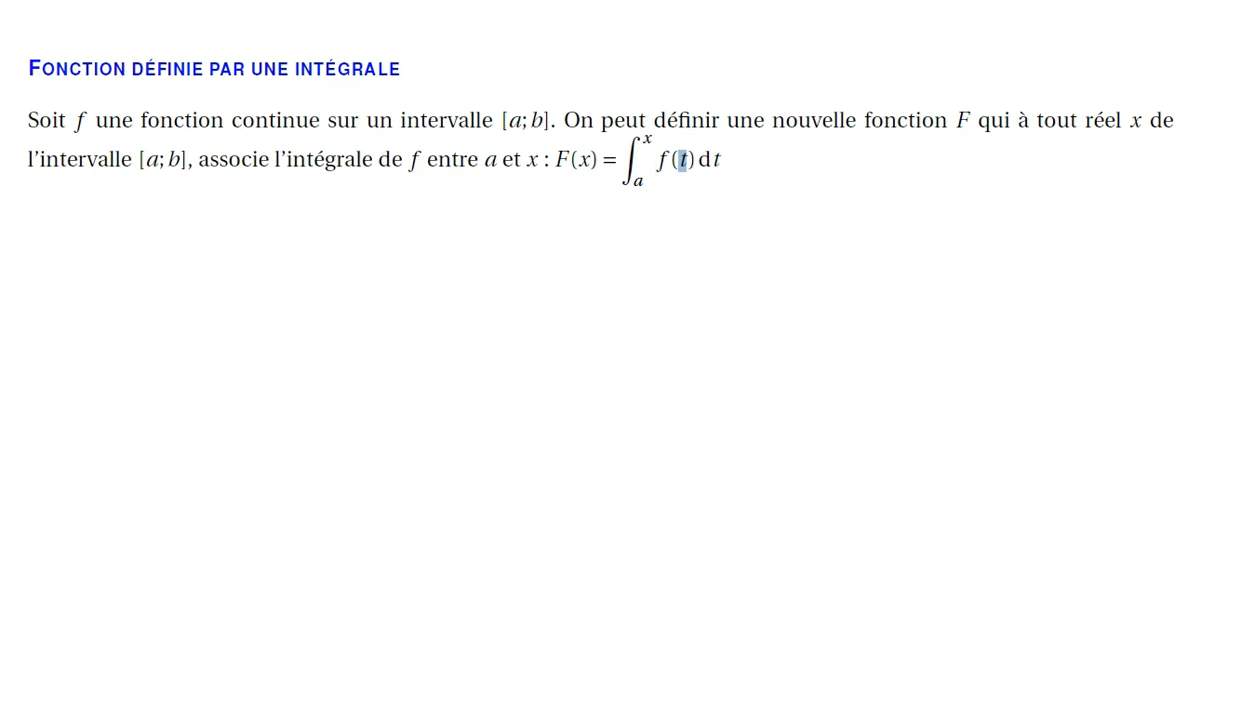 FONCTION DÉFINIE PAR UNE INTÉGRALE
Soit f une fonction continue sur un intervalle [a;b]. On peut définir une nouvelle fonction F qui à tout réel x de
l'intervalle [a;b], associe l'intégrale de f entre a et x : F(x) = ∫_a^x f(t) dt